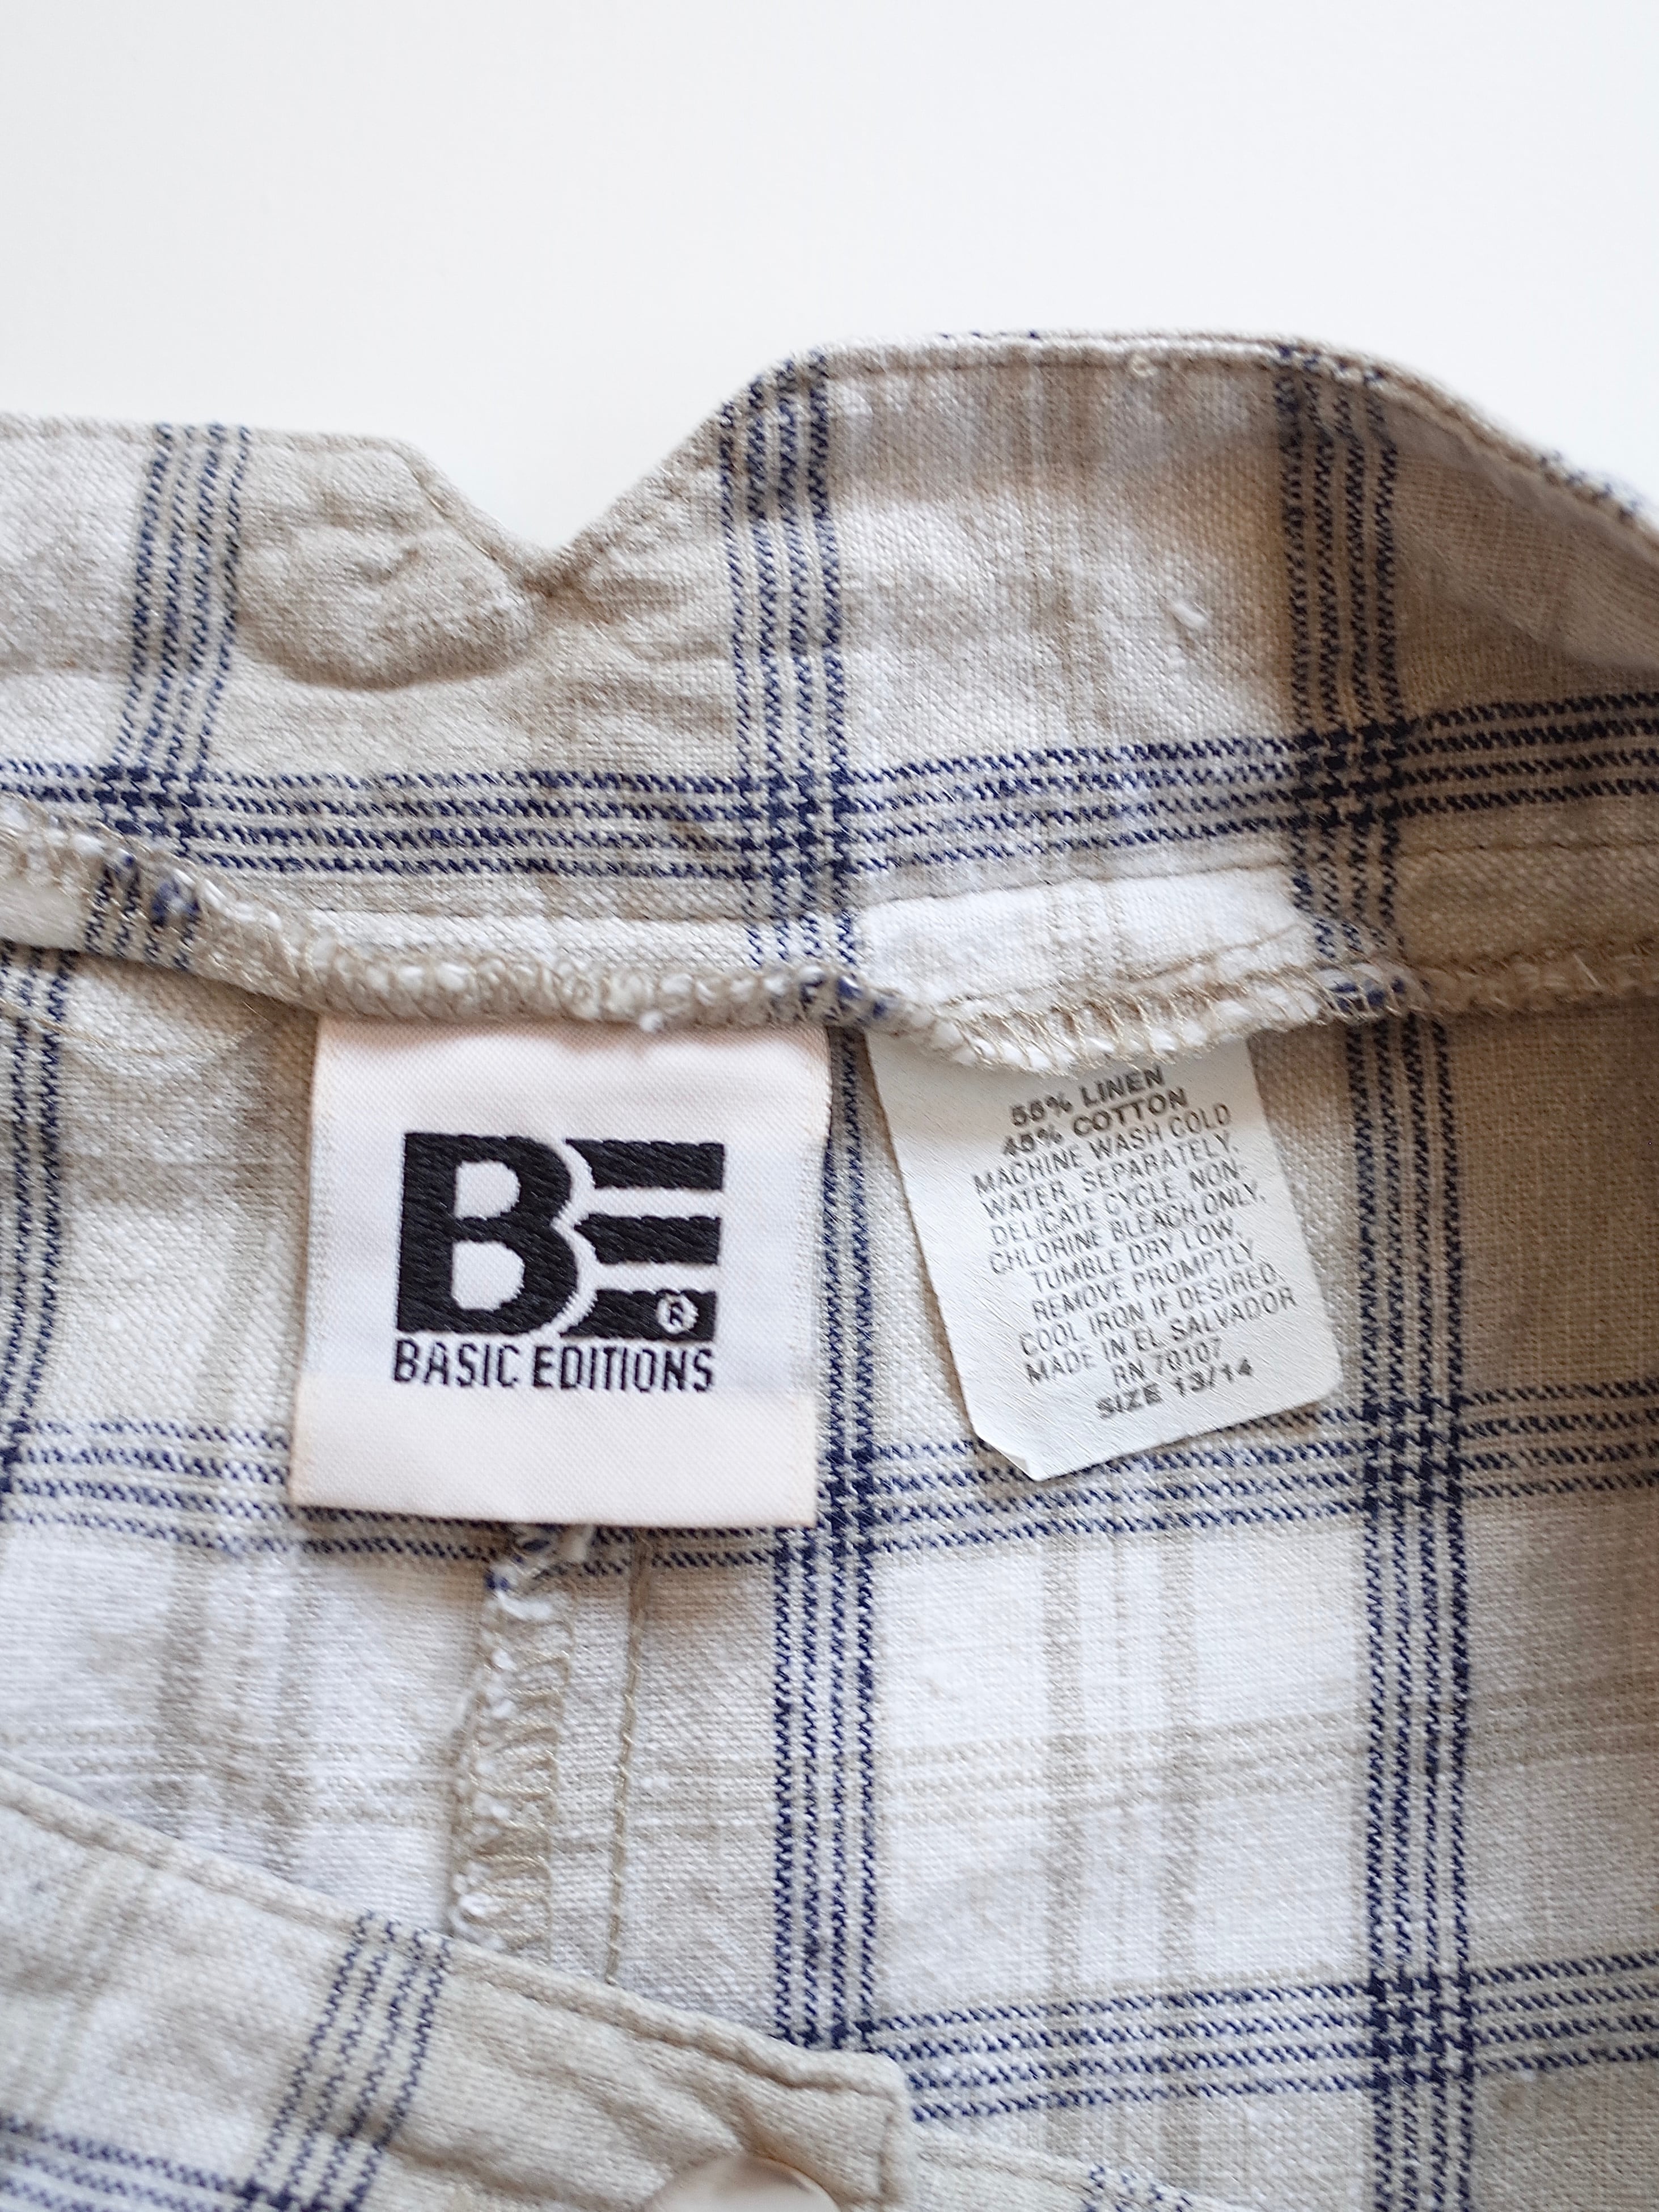 BE®
BASIC EDITIONS
55% LINEN
45% COTTON
MACHINE WASH COLD
WATER, SEPARATELY,
DELICATE CYCLE, NON-
CHLORINE BLEACH ONLY,
TUMBLE DRY LOW,
REMOVE PROMPTLY
COOL IRON IF DESIRED.
MADE IN EL SALVADOR
RN 70107
SIZE 13/14